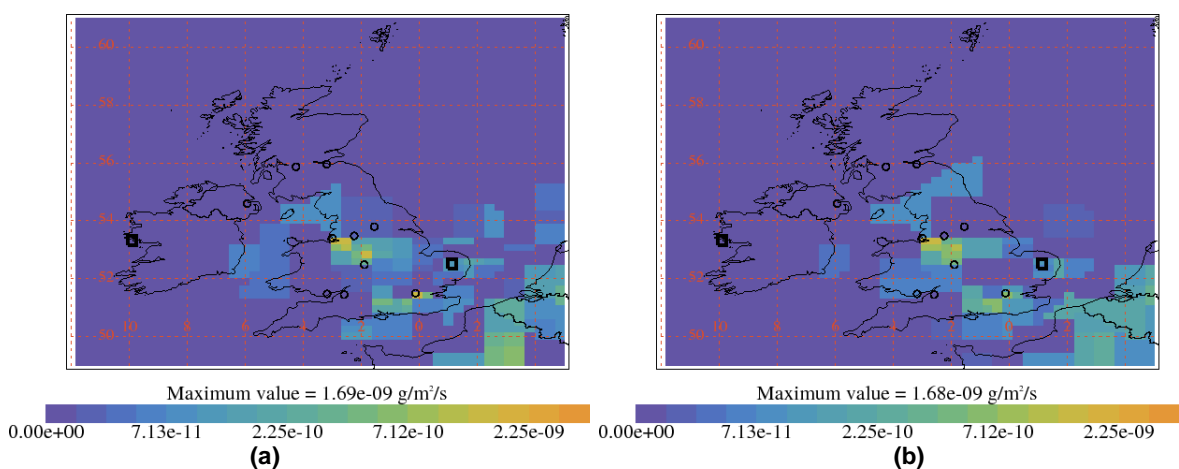 60
58
56
54
52
50
10 8 6 4 2 0 2
Maximum value = 1.69e-09 g/m²/s
0.00e+00 7.13e-11 2.25e-10 7.12e-10 2.25e-09
(a)
60
58
56
54
52
50
10 8 6 4 2 0 2
Maximum value = 1.68e-09 g/m²/s
0.00e+00 7.13e-11 2.25e-10 7.12e-10 2.25e-09
(b)